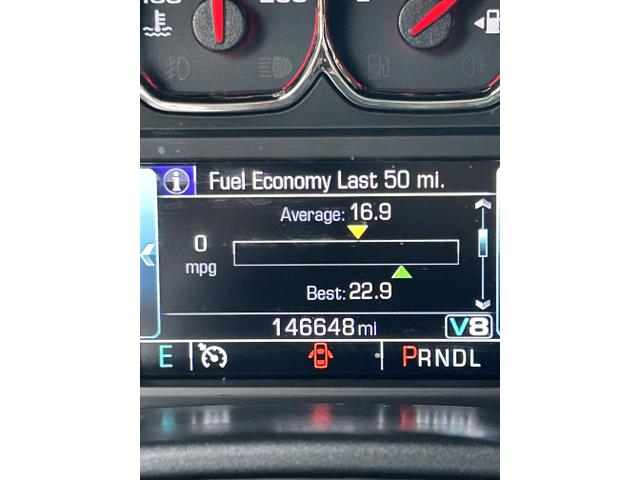 Fuel Economy Last 50 mi.
Average: 16.9
0
mpg
Best: 22.9
146648 mi V8
E PRNDL